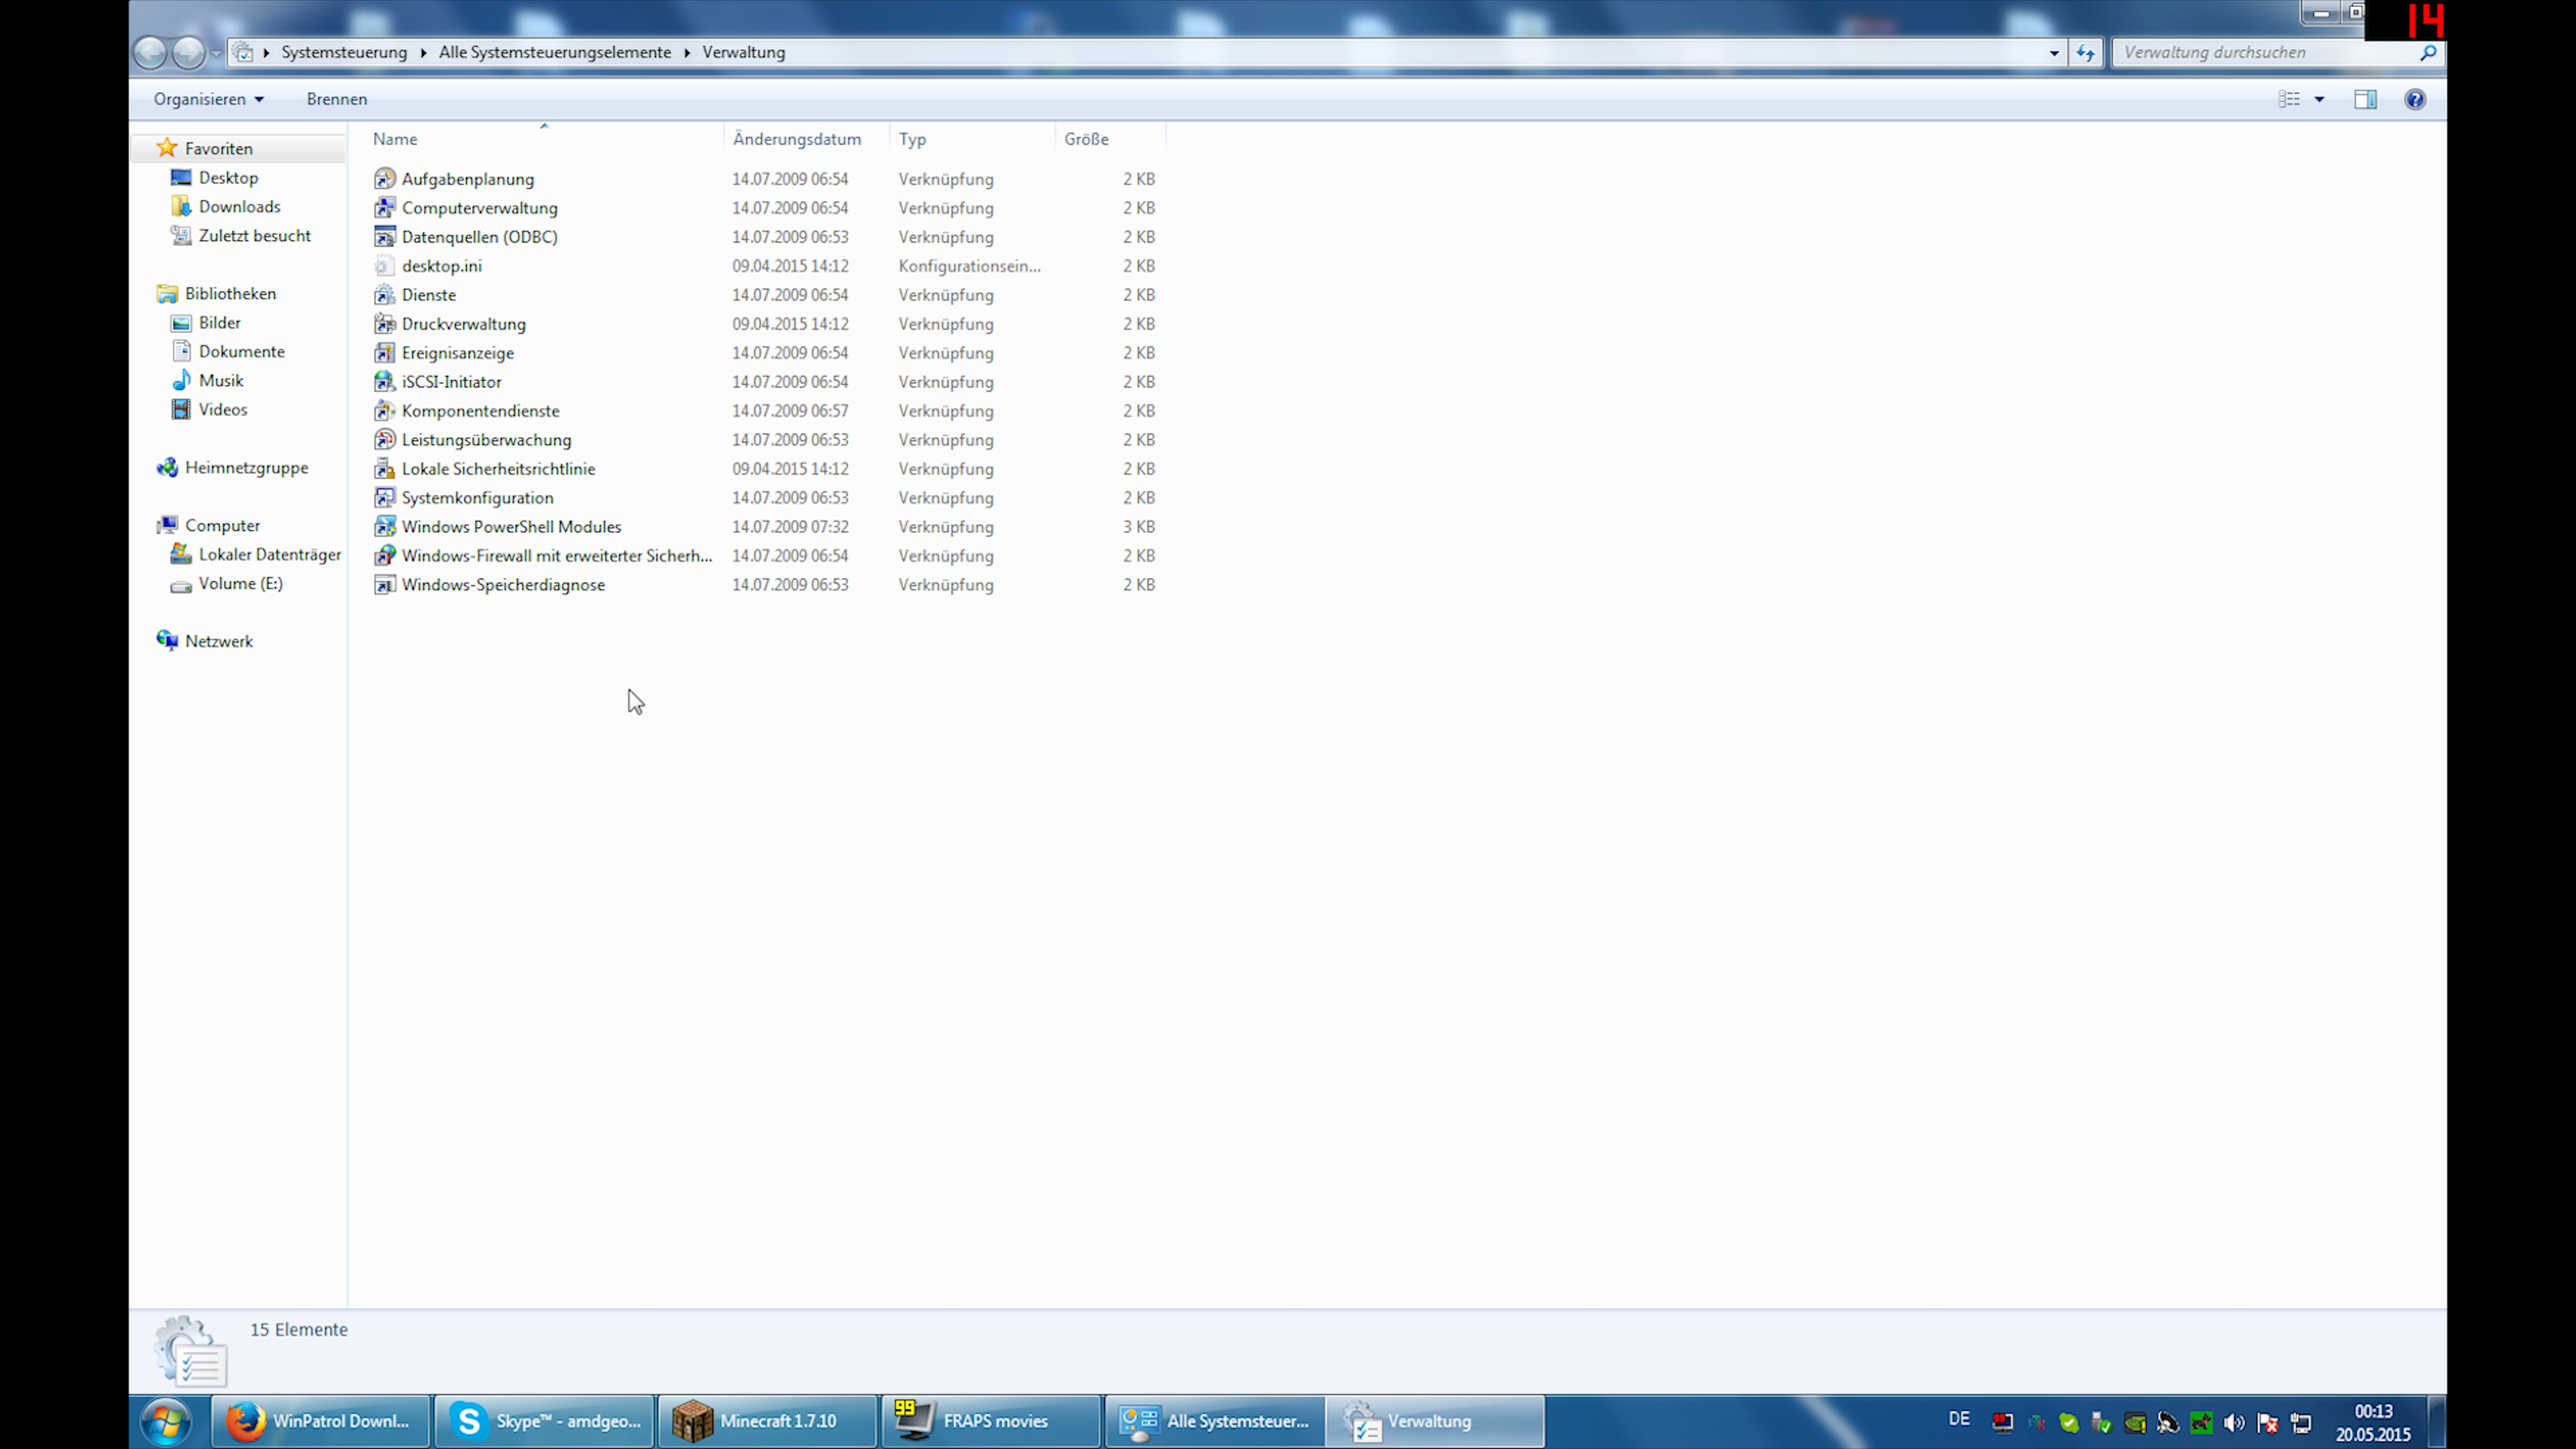 14
Systemsteuerung Alle Systemsteuerungselemente Verwaltung Verwaltung durchsuchen
Organisieren Brennen
Name Änderungsdatum Typ Größe
Favoriten
Desktop
Downloads
Zuletzt besucht
Bibliotheken
Bilder
Dokumente
Musik
Videos
Heimnetzgruppe
Computer
Lokaler Datenträger
Volume (E:)
Netzwerk
Aufgabenplanung 14.07.2009 06:54 Verknüpfung 2 KB
Computerverwaltung 14.07.2009 06:54 Verknüpfung 2 KB
Datenquellen (ODBC) 14.07.2009 06:53 Verknüpfung 2 KB
desktop.ini 09.04.2015 14:12 Konfigurationsein... 2 KB
Dienste 14.07.2009 06:54 Verknüpfung 2 KB
Druckverwaltung 09.04.2015 14:12 Verknüpfung 2 KB
Ereignisanzeige 14.07.2009 06:54 Verknüpfung 2 KB
iSCSI-Initiator 14.07.2009 06:54 Verknüpfung 2 KB
Komponentendienste 14.07.2009 06:57 Verknüpfung 2 KB
Leistungsüberwachung 14.07.2009 06:53 Verknüpfung 2 KB
Lokale Sicherheitsrichtlinie 09.04.2015 14:12 Verknüpfung 2 KB
Systemkonfiguration 14.07.2009 06:53 Verknüpfung 2 KB
Windows PowerShell Modules 14.07.2009 07:32 Verknüpfung 3 KB
Windows-Firewall mit erweiterter Sicherh... 14.07.2009 06:54 Verknüpfung 2 KB
Windows-Speicherdiagnose 14.07.2009 06:53 Verknüpfung 2 KB
15 Elemente
WinPatrol Downl... Skype™ - amdgeo... Minecraft 1.7.10 99 FRAPS movies Alle Systemsteuer... Verwaltung DE 00:13
20.05.2015